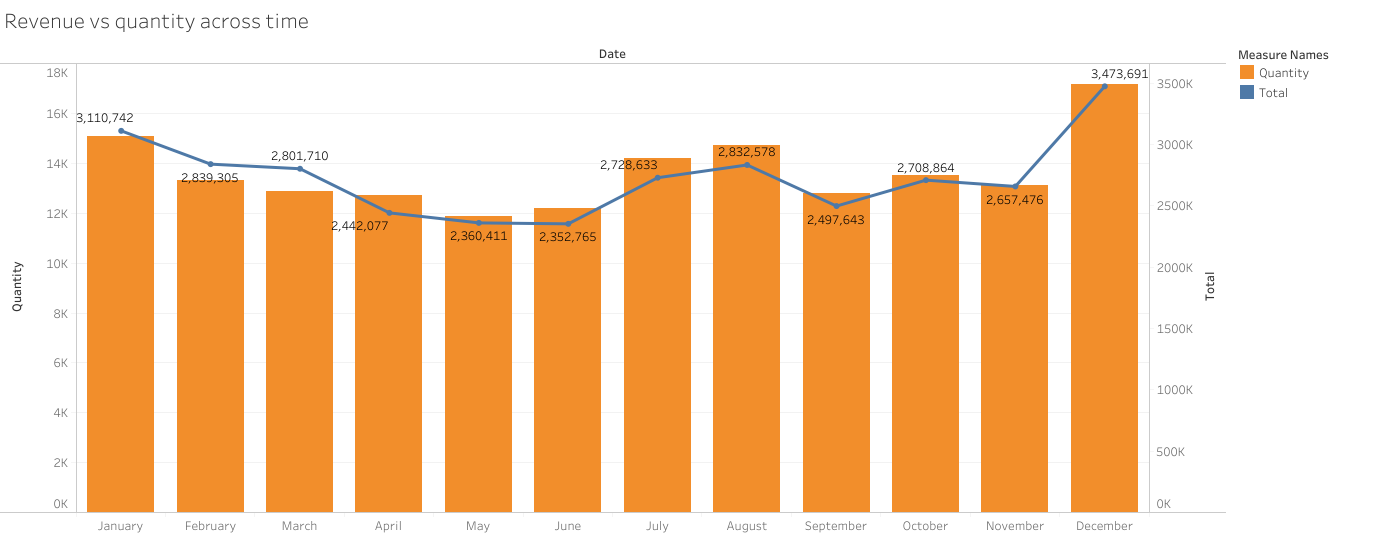 Revenue vs quantity across time
Date
Measure Names
Quantity
Total
18K
16K
14K
12K
10K
8K
6K
4K
2K
0K
Quantity
3,110,742
2,839,305
2,801,710
2,442,077
2,360,411
2,352,765
2,728,633
2,832,578
2,497,643
2,708,864
2,657,476
3,473,691
3500K
3000K
2500K
2000K
1500K
1000K
500K
0K
Total
January February March April May June July August September October November December